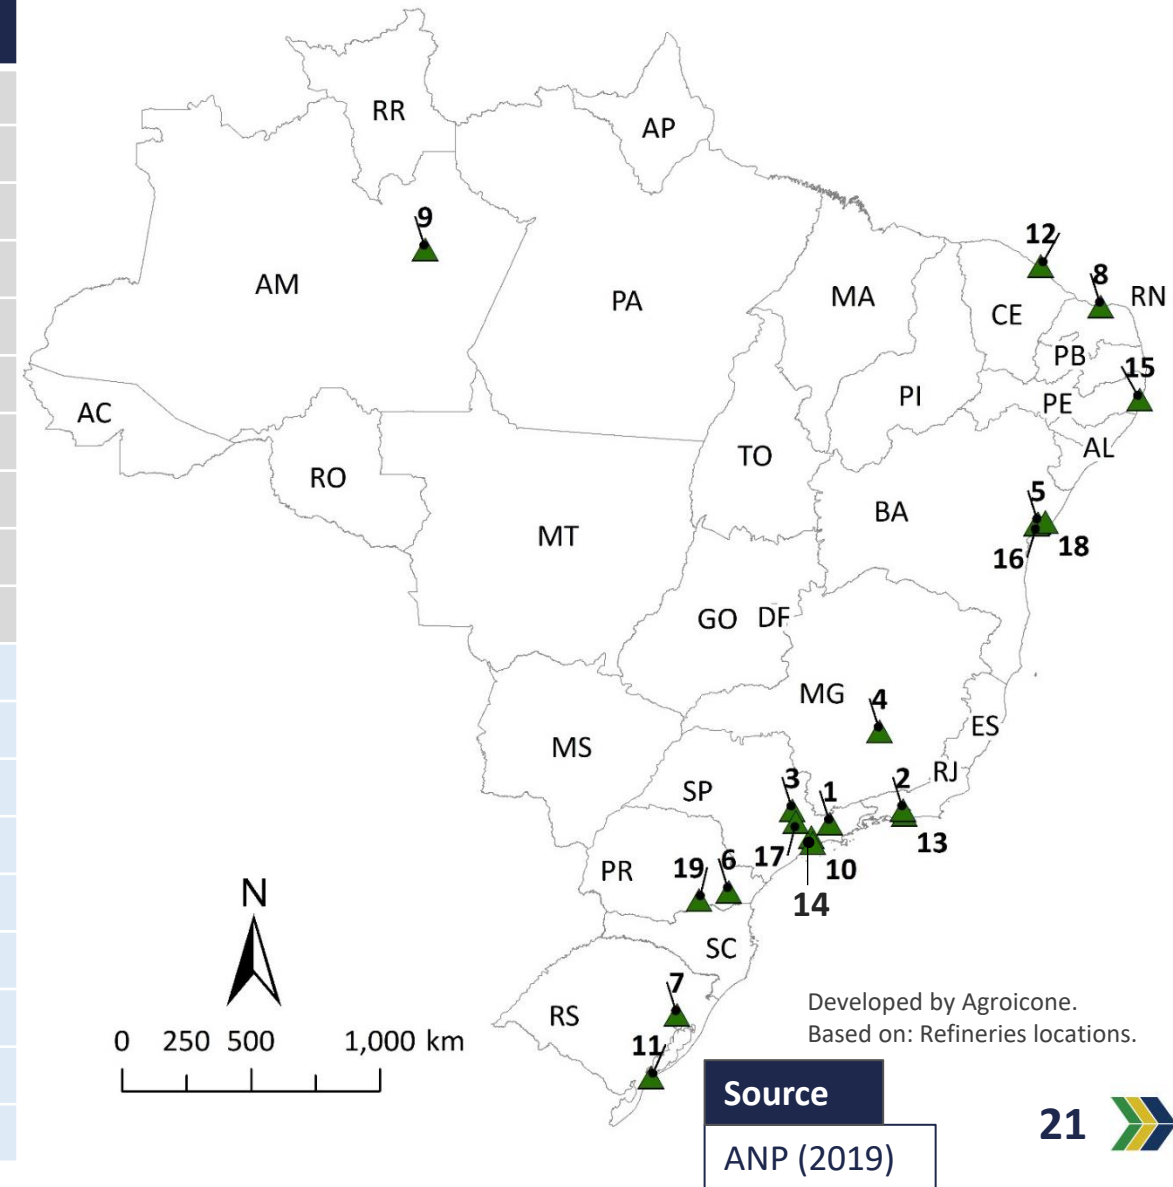 RR
AP
9
12
AM
8
PA
MA
RN
CE
PB
15
PI
PE
AC
AL
TO
RO
5
BA
MT
18
16
GO
DF
MG
4
ES
MS
RJ
3
1
2
SP
13
17
10
PR
19
6
14
N
SC
7
RS
11
0 250 500 1,000 km
Developed by Agroicone.
Based on: Refineries locations.
Source
ANP (2019)
21